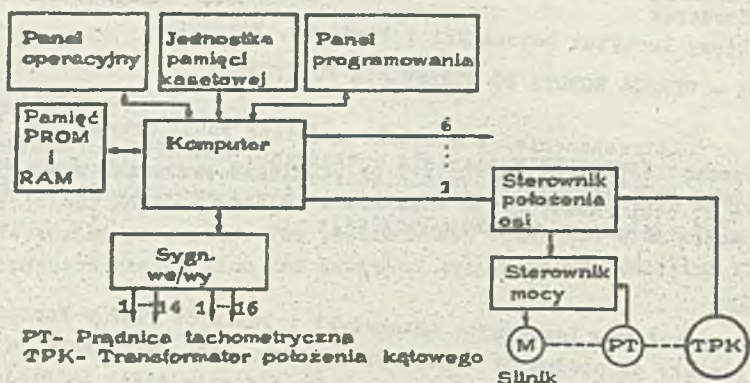 Panel
operacyjny
Jednostka
pamięci
kasetowej
Panel
programowania
Pamięć
PROM
i
RAM
Komputer
6
1
Sterownik
położenia
osi
Sygn.
we/wy
Sterownik
mocy
1 16 1 16
PT- Prądnica tachometryczna
TPK- Transformator położenia kątowego
M
PT
TPK
Silnik